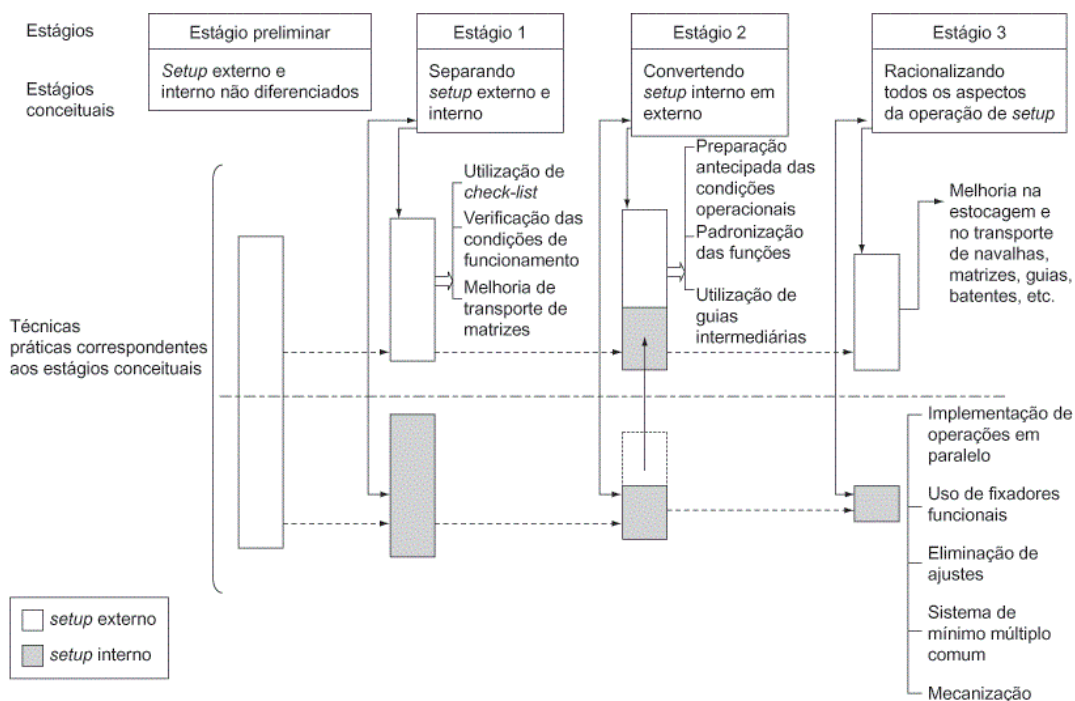 Estágios
Estágio preliminar
Estágio 1
Estágio 2
Estágio 3
Estágios
conceituais
Setup externo e
interno não diferenciados
Separando
setup externo e
interno
Convertendo
setup interno em
externo
Racionalizando
todos os aspectos
da operação de setup
Técnicas
práticas correspondentes
aos estágios conceituais
Utilização de
check-list
Verificação das
condições de
funcionamento
Melhoria de
transporte de
matrizes
Preparação
antecipada das
condições
operacionais
Padronização
das funções
Utilização de
guias
intermediárias
Melhoria na
estocagem e
no transporte
de navalhas,
matrizes, guias,
batentes, etc.
Implementação de
operações em
paralelo
Uso de fixadores
funcionais
Eliminação de
ajustes
Sistema de
mínimo múltiplo
comum
Mecanização
setup externo
setup interno